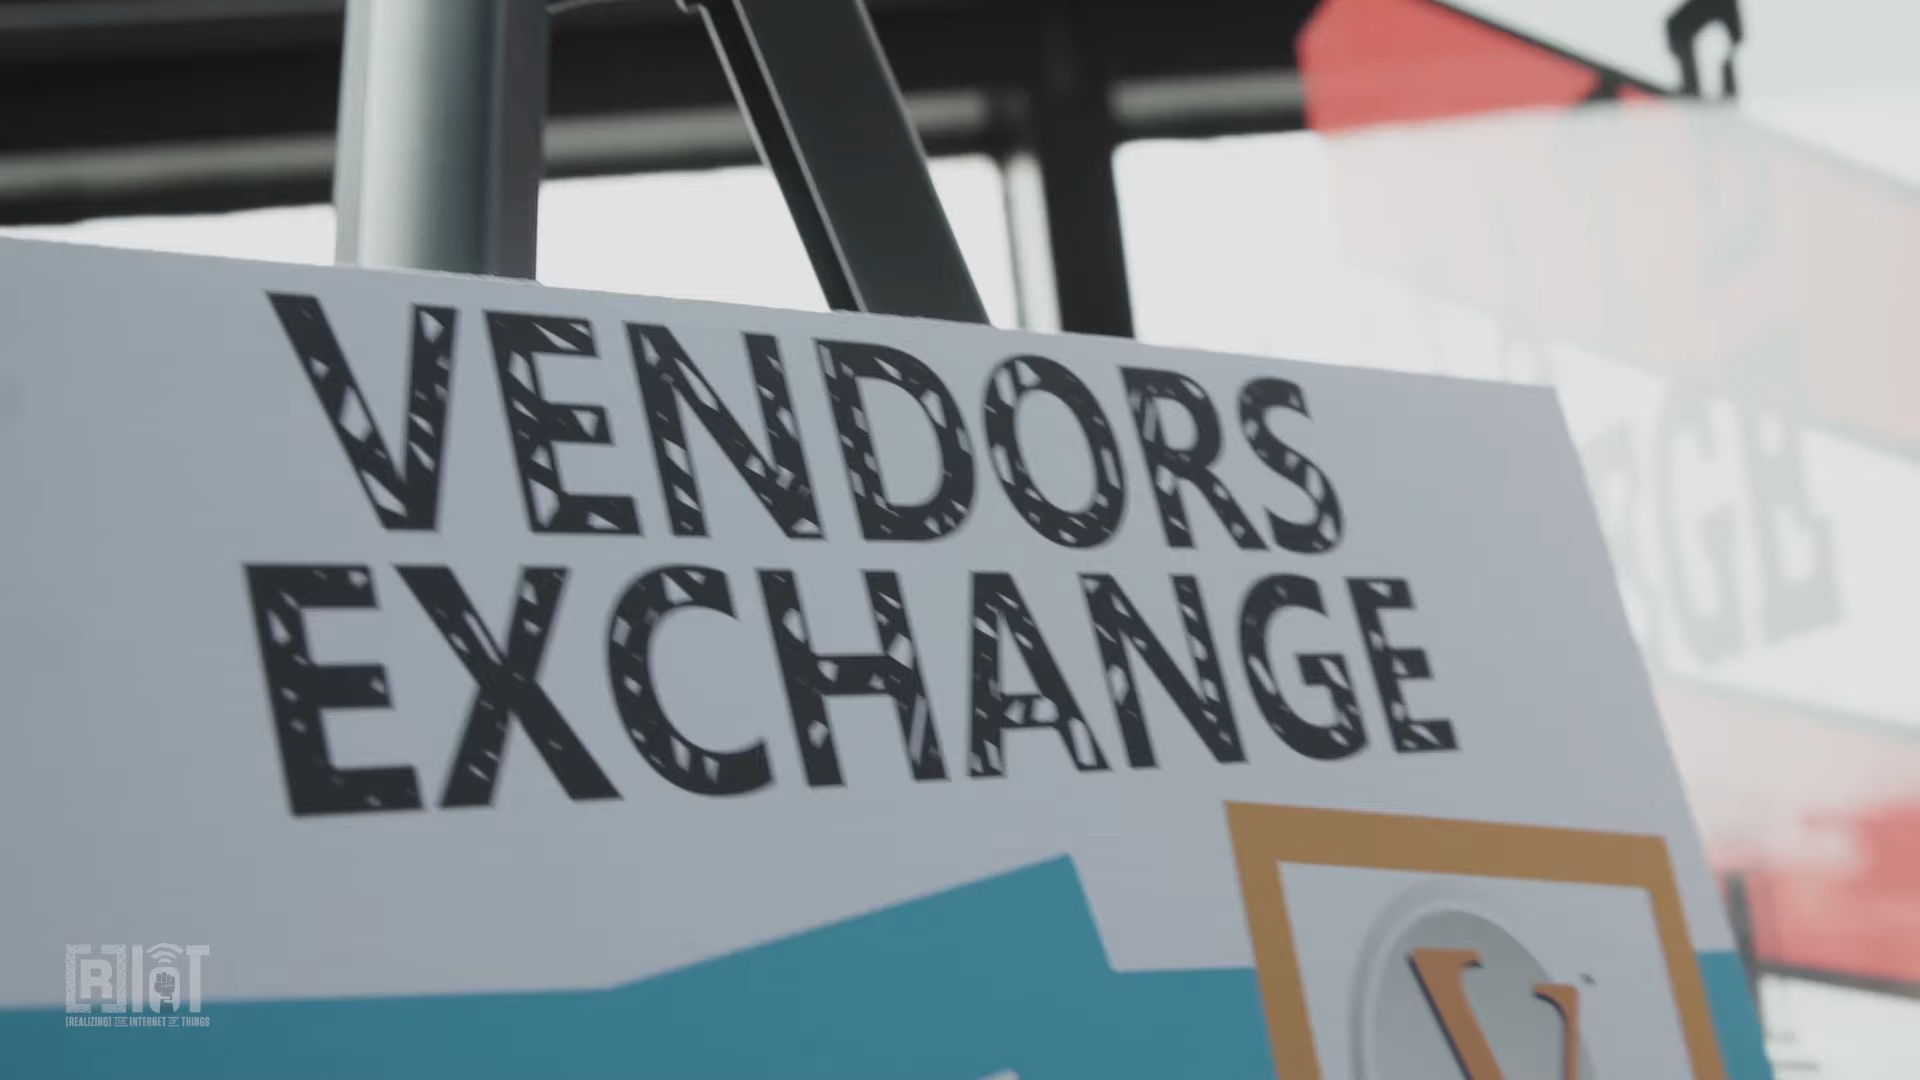 VENDORS
EXCHANGE
V
[R]IoT
[REALIZING] THE INTERNET OF THINGS